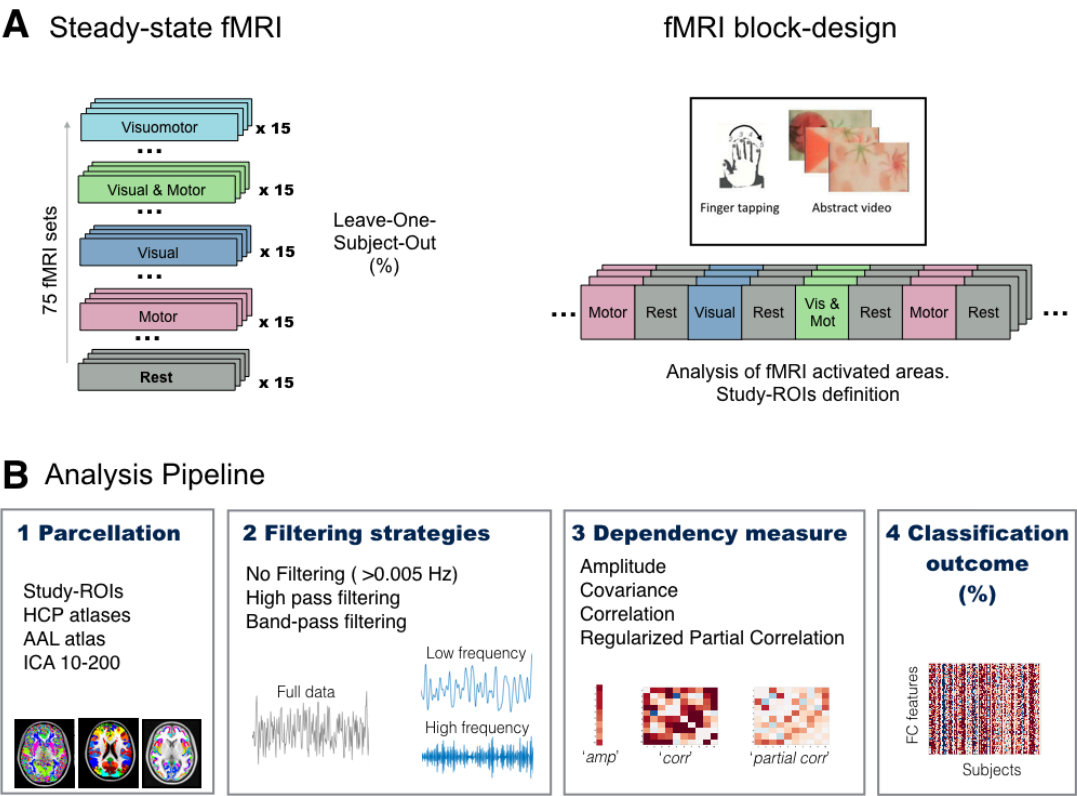 A Steady-state fMRI
fMRI block-design
75 fMRI sets
Visuomotor
x 15
...
Visual & Motor
x 15
...
Visual
x 15
...
Motor
x 15
...
Rest
x 15
Leave-One-
Subject-Out
(%)
Finger tapping
Abstract video
...
Motor
Rest
Visual
Rest
Vis &
Mot
Rest
Motor
Rest
...
Analysis of fMRI activated areas.
Study-ROIs definition
B Analysis Pipeline
1 Parcellation
Study-ROIs
HCP atlases
AAL atlas
ICA 10-200
2 Filtering strategies
No Filtering ( >0.005 Hz)
High pass filtering
Band-pass filtering
Full data
Low frequency
High frequency
3 Dependency measure
Amplitude
Covariance
Correlation
Regularized Partial Correlation
‘amp’
‘corr’
‘partial corr’
4 Classification
outcome
(%)
FC features
Subjects